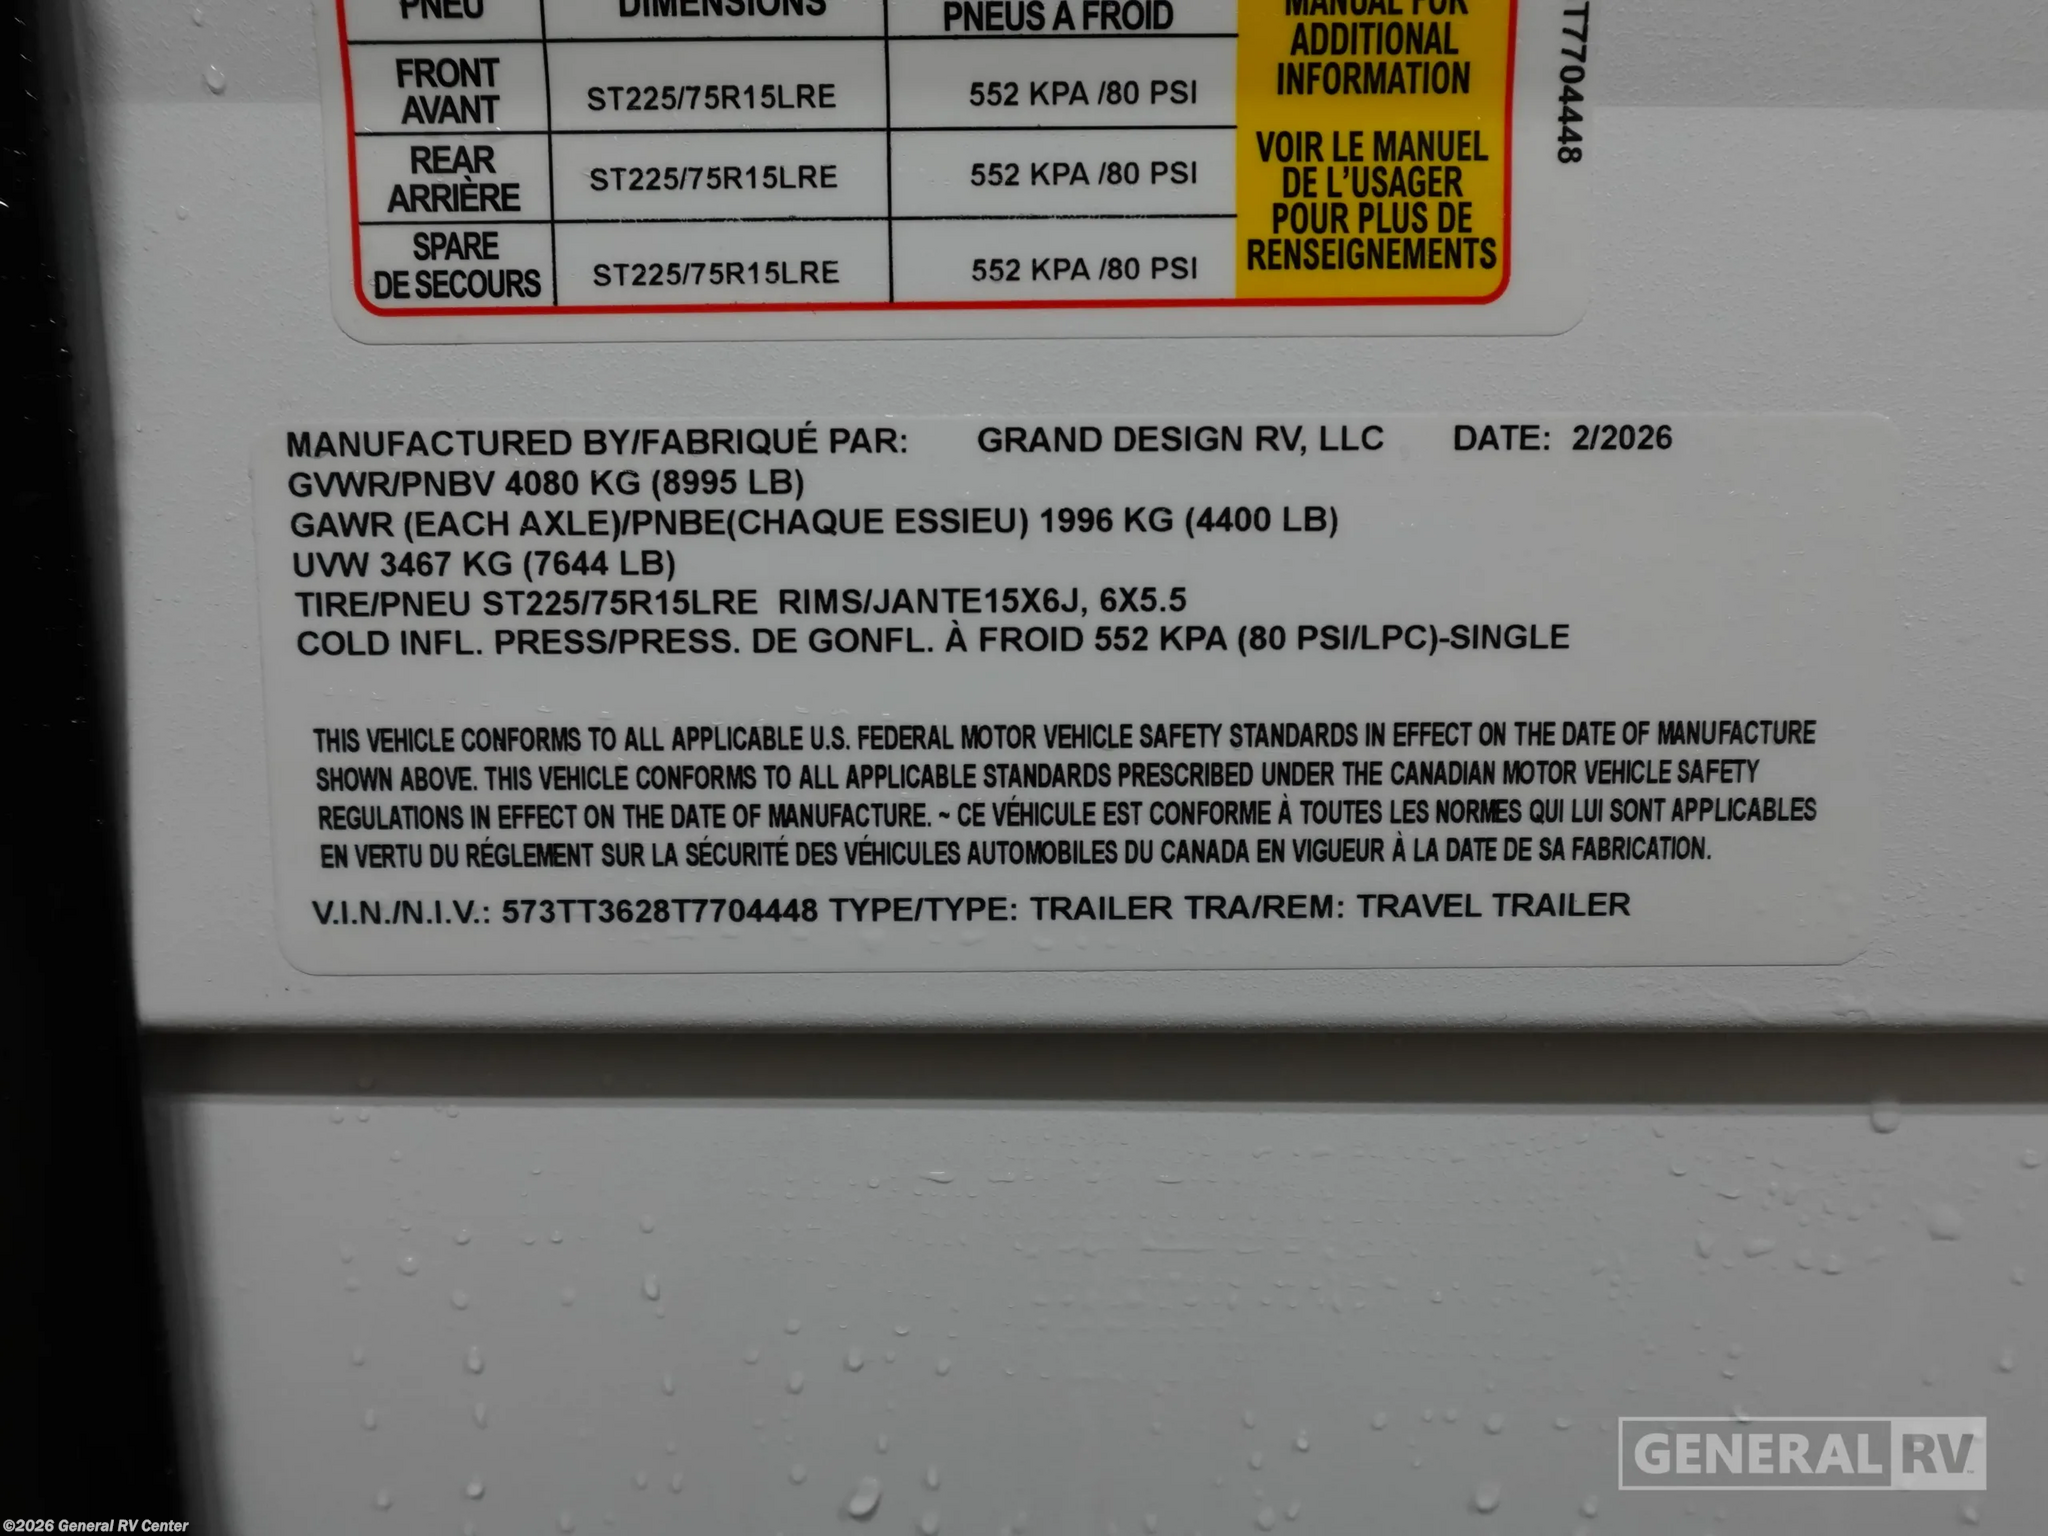 PNEU DIMENSIONS PNEUS À FROID
MANUAL FOR
ADDITIONAL
INFORMATION
FRONT
AVANT
ST225/75R15LRE
552 KPA /80 PSI
REAR
ARRIÈRE
ST225/75R15LRE
552 KPA /80 PSI
SPARE
DE SECOURS
ST225/75R15LRE
552 KPA /80 PSI
VOIR LE MANUEL
DE L'USAGER
POUR PLUS DE
RENSEIGNEMENTS
T7704448
MANUFACTURED BY/FABRIQUÉ PAR: GRAND DESIGN RV, LLC DATE: 2/2026
GVWR/PNBV 4080 KG (8995 LB)
GAWR (EACH AXLE)/PNBE(CHAQUE ESSIEU) 1996 KG (4400 LB)
UVW 3467 KG (7644 LB)
TIRE/PNEU ST225/75R15LRE RIMS/JANTE15X6J, 6X5.5
COLD INFL. PRESS/PRESS. DE GONFL. À FROID 552 KPA (80 PSI/LPC)-SINGLE
THIS VEHICLE CONFORMS TO ALL APPLICABLE U.S. FEDERAL MOTOR VEHICLE SAFETY STANDARDS IN EFFECT ON THE DATE OF MANUFACTURE
SHOWN ABOVE. THIS VEHICLE CONFORMS TO ALL APPLICABLE STANDARDS PRESCRIBED UNDER THE CANADIAN MOTOR VEHICLE SAFETY
REGULATIONS IN EFFECT ON THE DATE OF MANUFACTURE. ~ CE VÉHICULE EST CONFORME À TOUTES LES NORMES QUI LUI SONT APPLICABLES
EN VERTU DU RÉGLEMENT SUR LA SÉCURITÉ DES VÉHICULES AUTOMOBILES DU CANADA EN VIGUEUR À LA DATE DE SA FABRICATION.
V.I.N./N.I.V.: 573TT3628T7704448 TYPE/TYPE: TRAILER TRA/REM: TRAVEL TRAILER
GENERAL RV
©2026 General RV Center